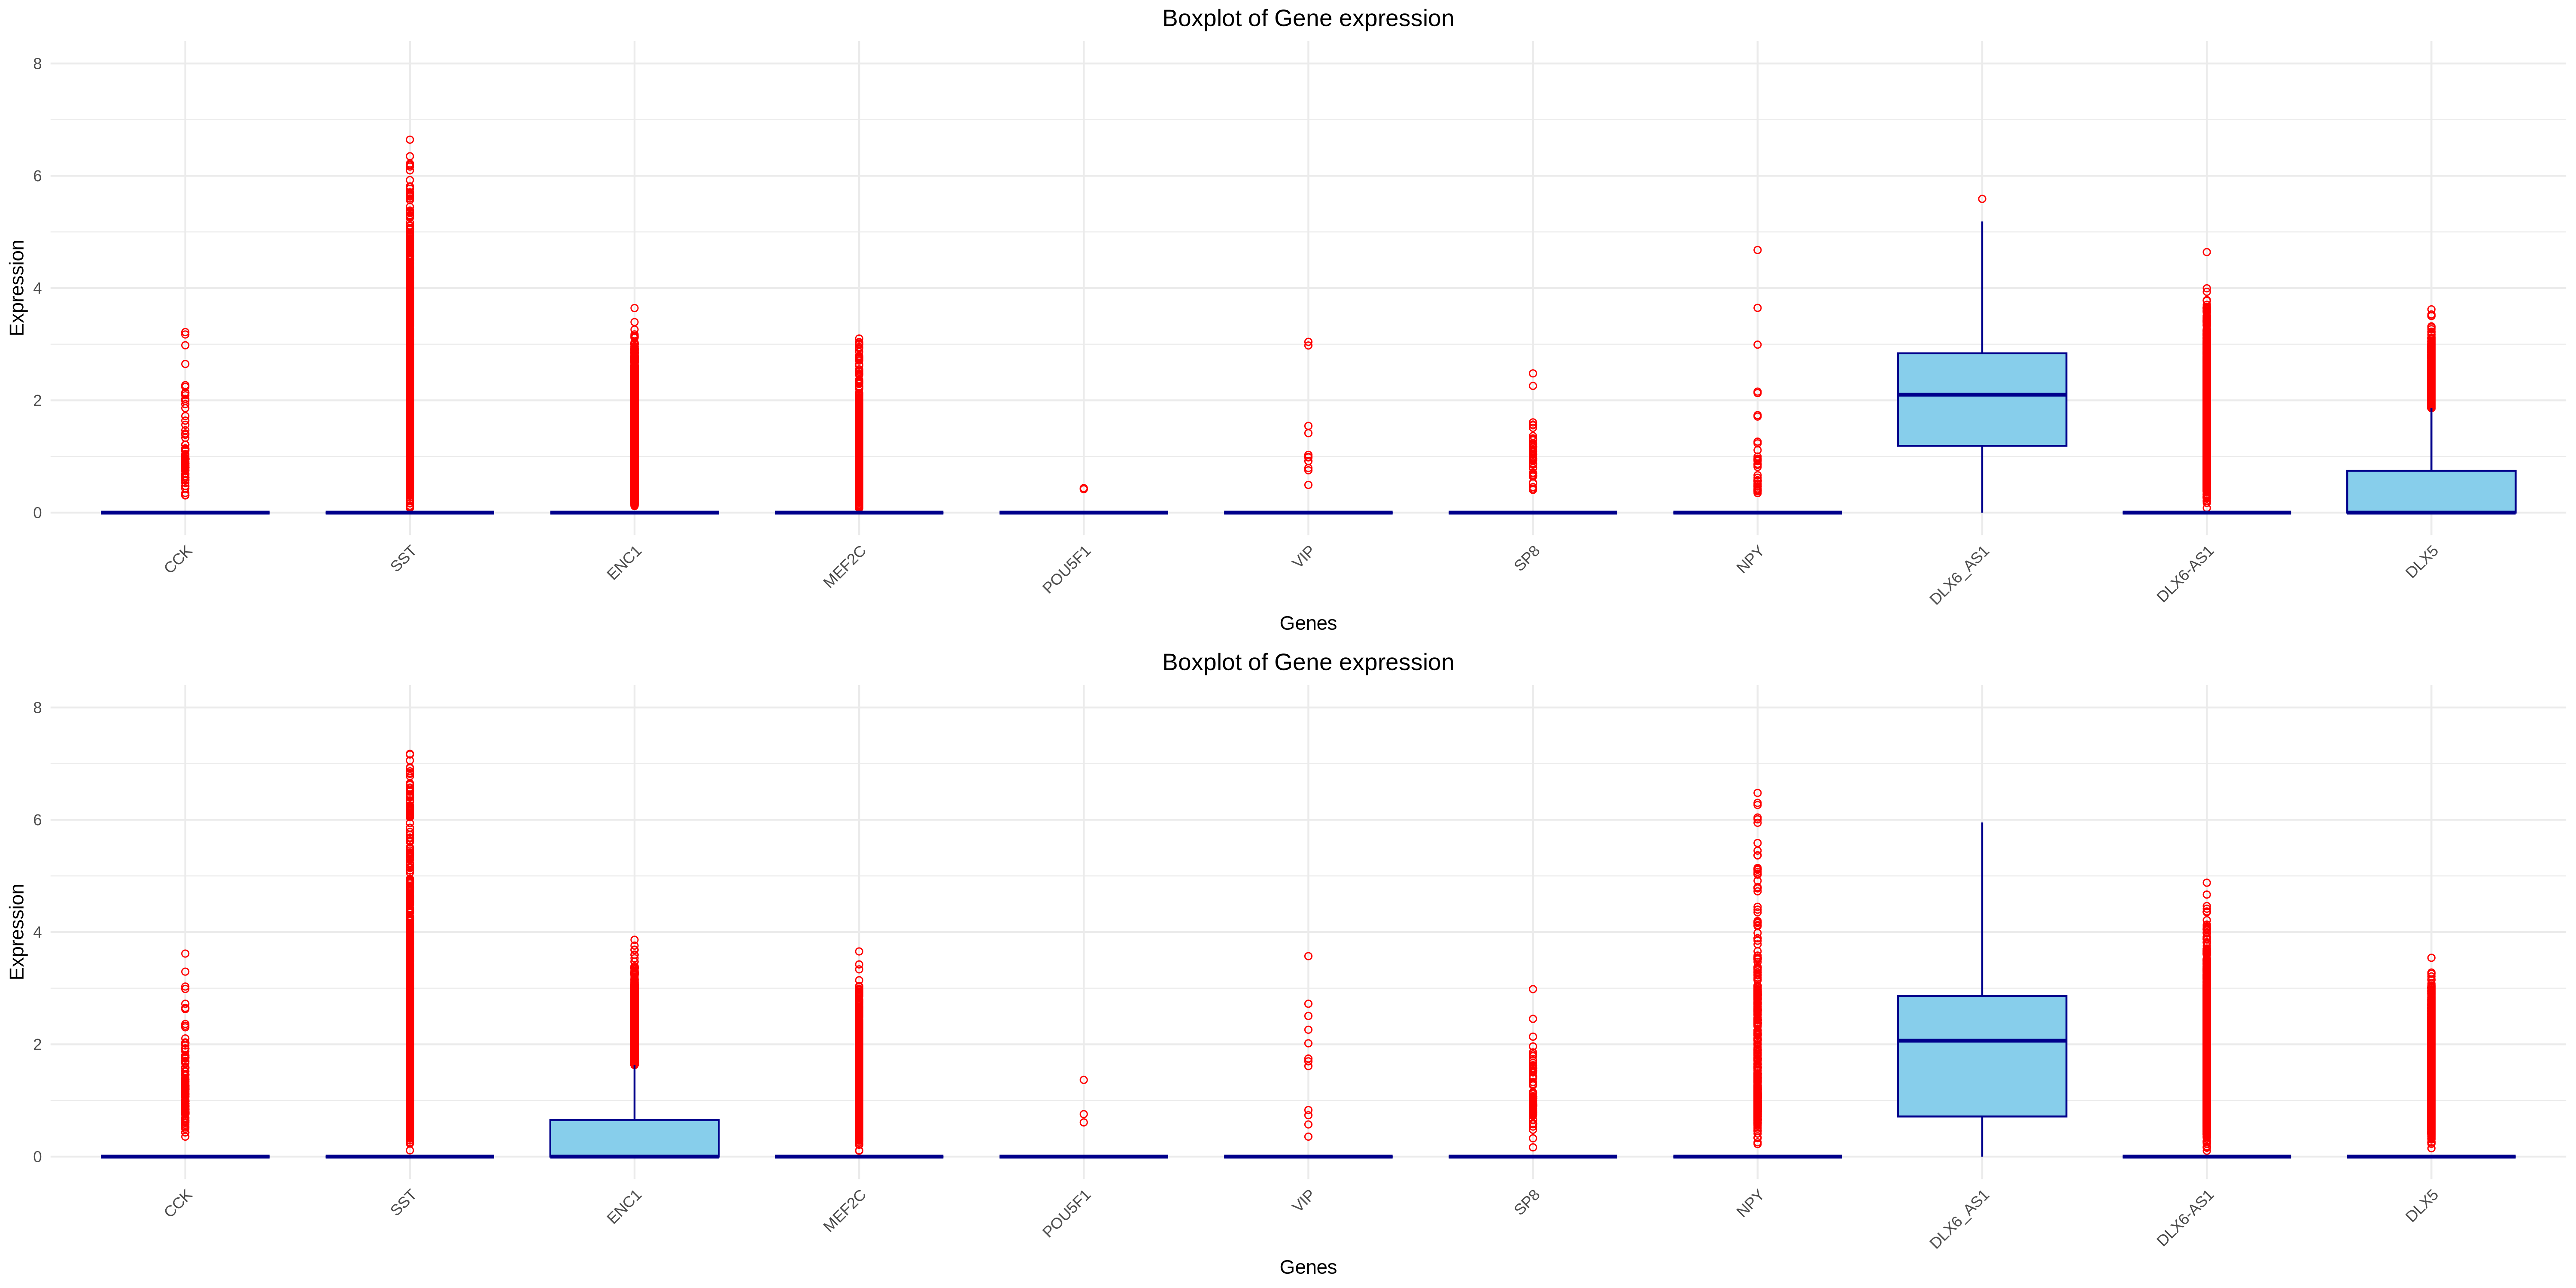 Boxplot of Gene expression
8
6
4
2
0
Expression
CCK
SST
ENC1
MEF2C
POU5F1
VIP
SP8
NPY
DLX6_AS1
DLX6-AS1
DLX5
Genes
Boxplot of Gene expression
8
6
4
2
0
Expression
CCK
SST
ENC1
MEF2C
POU5F1
VIP
SP8
NPY
DLX6_AS1
DLX6-AS1
DLX5
Genes